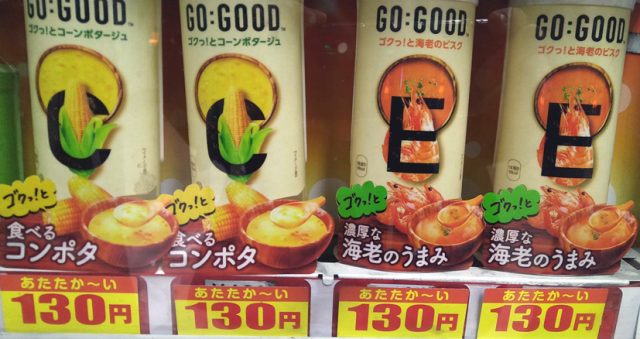 GO:GOOD™
ゴクっ!とコーンポタージュ
C
ゴクっ!と
食べる
コンポタ
あたたか〜い
130円
GO:GOOD™
ゴクっ!とコーンポタージュ
C
ゴクっ!と
食べる
コンポタ
あたたか〜い
130円
GO:GOOD™
ゴクっ!と海老のビスク
E
ゴクっ!と
濃厚な
海老のうまみ
あたたか〜い
130円
GO:GOOD
ゴクっ!と海老のビスク
E
ゴクっ!と
濃厚な
海老のうまみ
あたたか〜い
130円